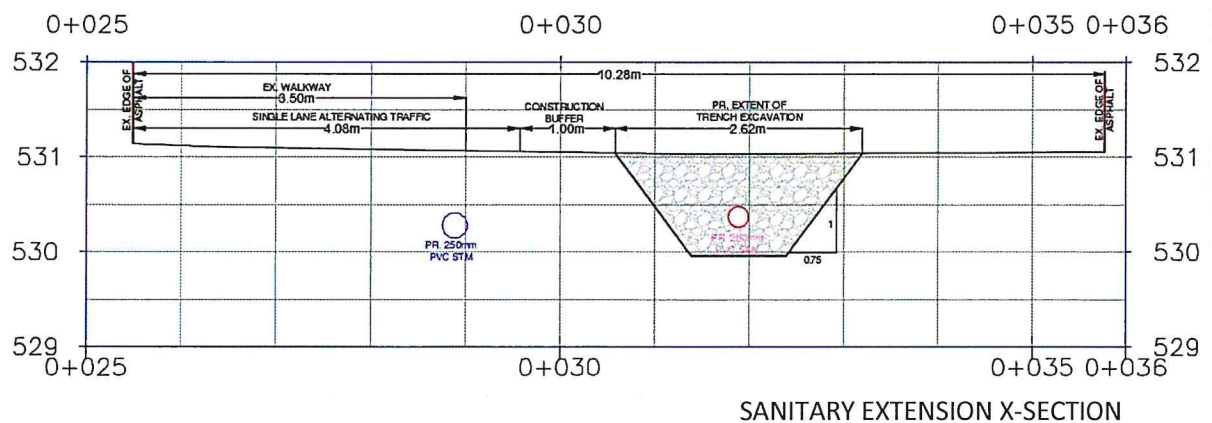 0+025 0+030 0+035 0+036
532 532
10.28m
EX. EDGE OF
ASPHALT
EX. WALKWAY
3.50m
SINGLE LANE ALTERNATING TRAFFIC
4.08m
CONSTRUCTION
BUFFER
1.00m
PR. EXTENT OF
TRENCH EXCAVATION
2.62m
EX. EDGE OF
ASPHALT
531 531
PR. 250mm
PVC STM
PR.
PVC
1
0.75
530 530
529 529
0+025 0+030 0+035 0+036
SANITARY EXTENSION X-SECTION